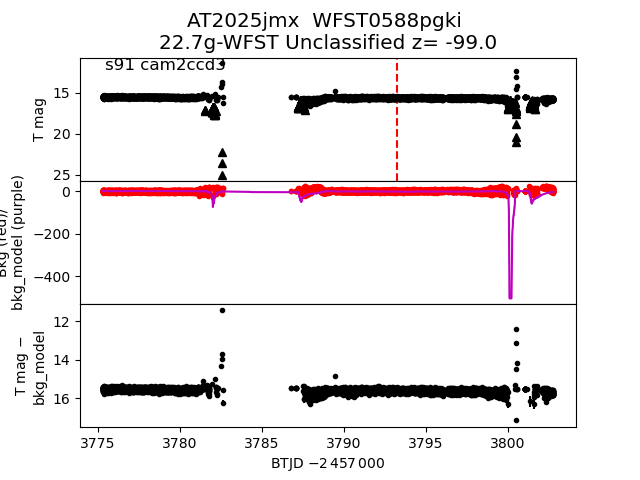 AT2025jmx  WFST0588pgki
22.7g-WFST Unclassified z= -99.0
s91 cam2ccd3
T mag
15
20
25
Bkg (red)/
bkg_model (purple)
0
−200
−400
T mag −
bkg_model
12
14
16
3775 3780 3785 3790 3795 3800
BTJD −2 457 000